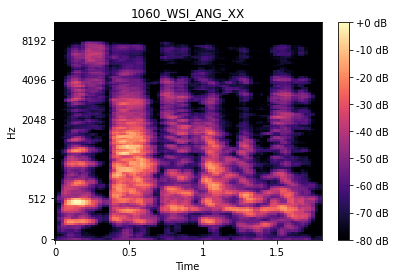 1060_WSI_ANG_XX
8192
4096
2048
1024
512
0
Hz
0
0.5
1
1.5
Time
+0 dB
-10 dB
-20 dB
-30 dB
-40 dB
-50 dB
-60 dB
-70 dB
-80 dB